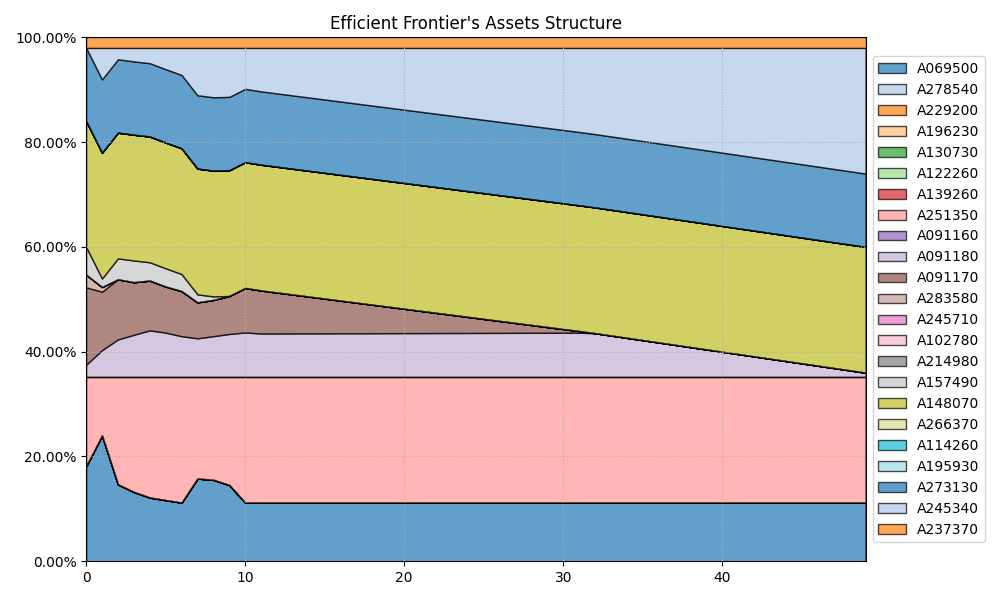 Efficient Frontier's Assets Structure
100.00%
80.00%
60.00%
40.00%
20.00%
0.00%
0
10
20
30
40
A069500
A278540
A229200
A196230
A130730
A122260
A139260
A251350
A091160
A091180
A091170
A283580
A245710
A102780
A214980
A157490
A148070
A266370
A114260
A195930
A273130
A245340
A237370